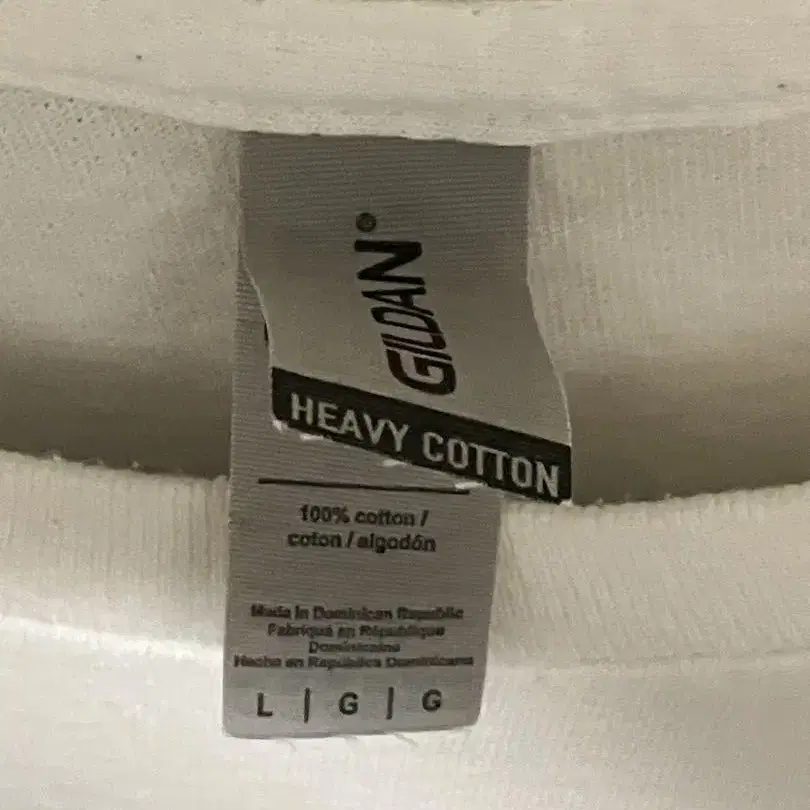 GILDAN®
HEAVY COTTON
100% cotton /
coton / algodón
Made in Dominican Republic
Fabriqué en République
Dominicaine
Hecho en República Dominicana
L | G | G